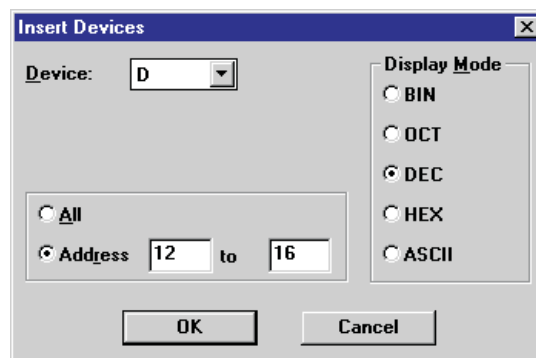 Insert Devices
Device: D
Display Mode
BIN
OCT
DEC
HEX
ASCII
All
Address 12 to 16
OK Cancel